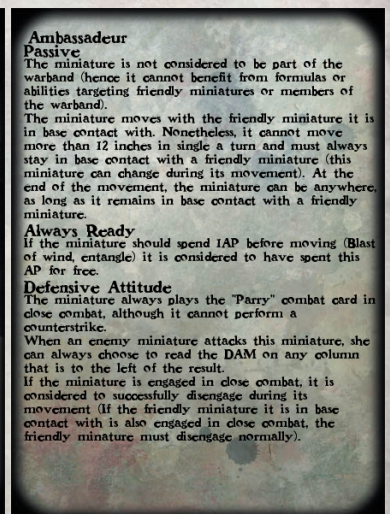 Ambassadeur
Passive
The miniature is not considered to be part of the
warband (hence it cannot benefit from formulas or
abilities targeting friendly miniatures or members of
the warband).
The miniature moves with the friendly miniature it is
in base contact with. Nonetheless, it cannot move
more than 12 inches in single a turn and must always
stay in base contact with a friendly miniature (this
miniature can change during its movement). At the
end of the movement, the miniature can be anywhere,
as long as it remains in base contact with a friendly
miniature.
Always Ready
If the miniature should spend 1AP before moving (Blast
of wind, entangle) it is considered to have spent this
AP for free.
Defensive Attitude
The miniature always plays the "Parry" combat card in
close combat, although it cannot perform a
counterstrike.
When an enemy miniature attacks this miniature, she
can always choose to read the DAM on any column
that is to the left of the result.
If the miniature is engaged in close combat, it is
considered to successfully disengage during its
movement (If the friendly miniature it is in base
contact with is also engaged in close combat, the
friendly minature must disengage normally).